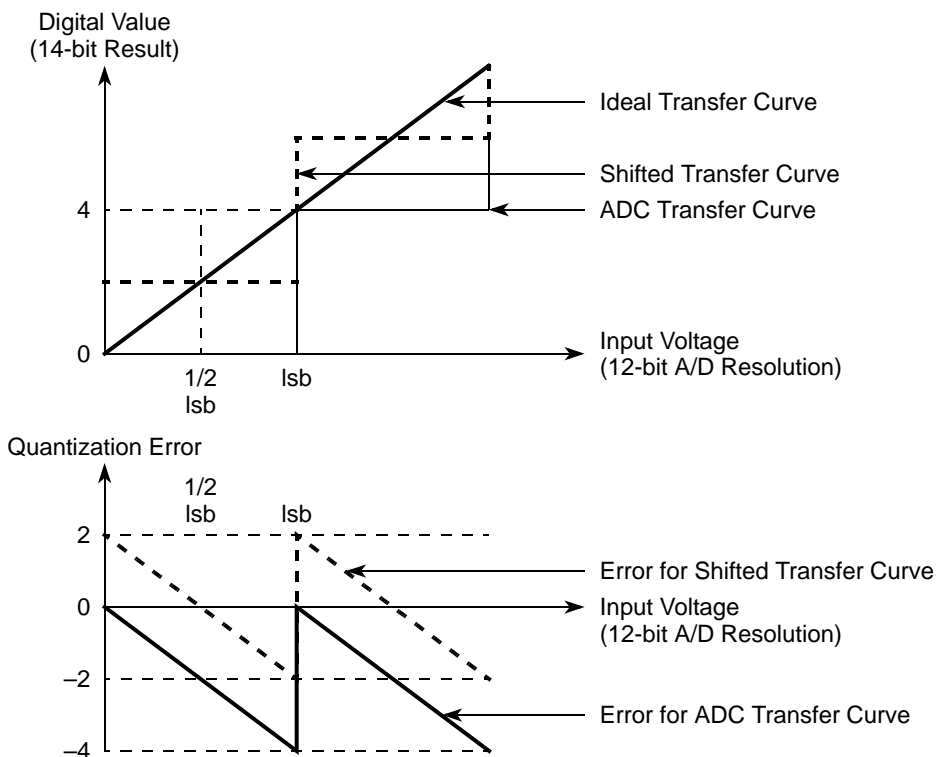 Digital Value
(14-bit Result)
Ideal Transfer Curve
Shifted Transfer Curve
4
ADC Transfer Curve
0
Input Voltage
(12-bit A/D Resolution)
1/2
lsb
lsb
Quantization Error
1/2
lsb
lsb
2
Error for Shifted Transfer Curve
0
Input Voltage
(12-bit A/D Resolution)
–2
Error for ADC Transfer Curve
–4